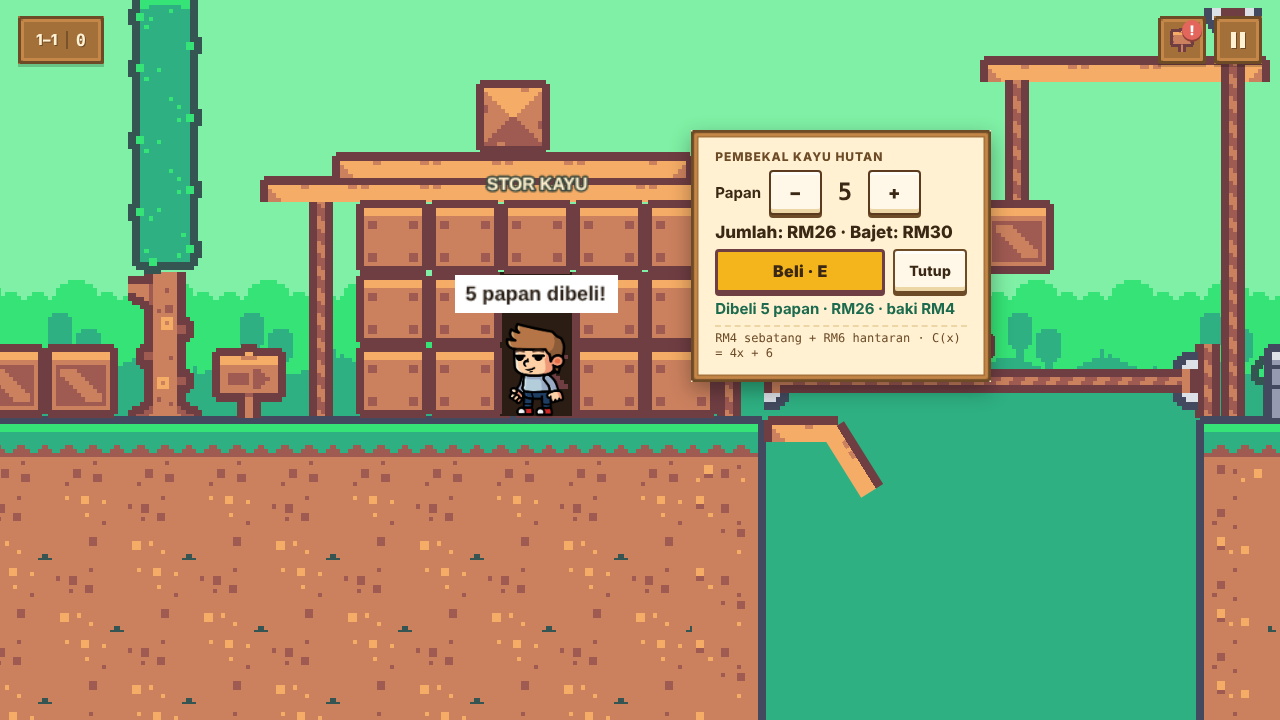 1–1 | 0
!
STOR KAYU
5 papan dibeli!
PEMBEKAL KAYU HUTAN
Papan - 5 +
Jumlah: RM26 · Bajet: RM30
Beli · E Tutup
Dibeli 5 papan · RM26 · baki RM4
RM4 sebatang + RM6 hantaran · C(x)
= 4x + 6